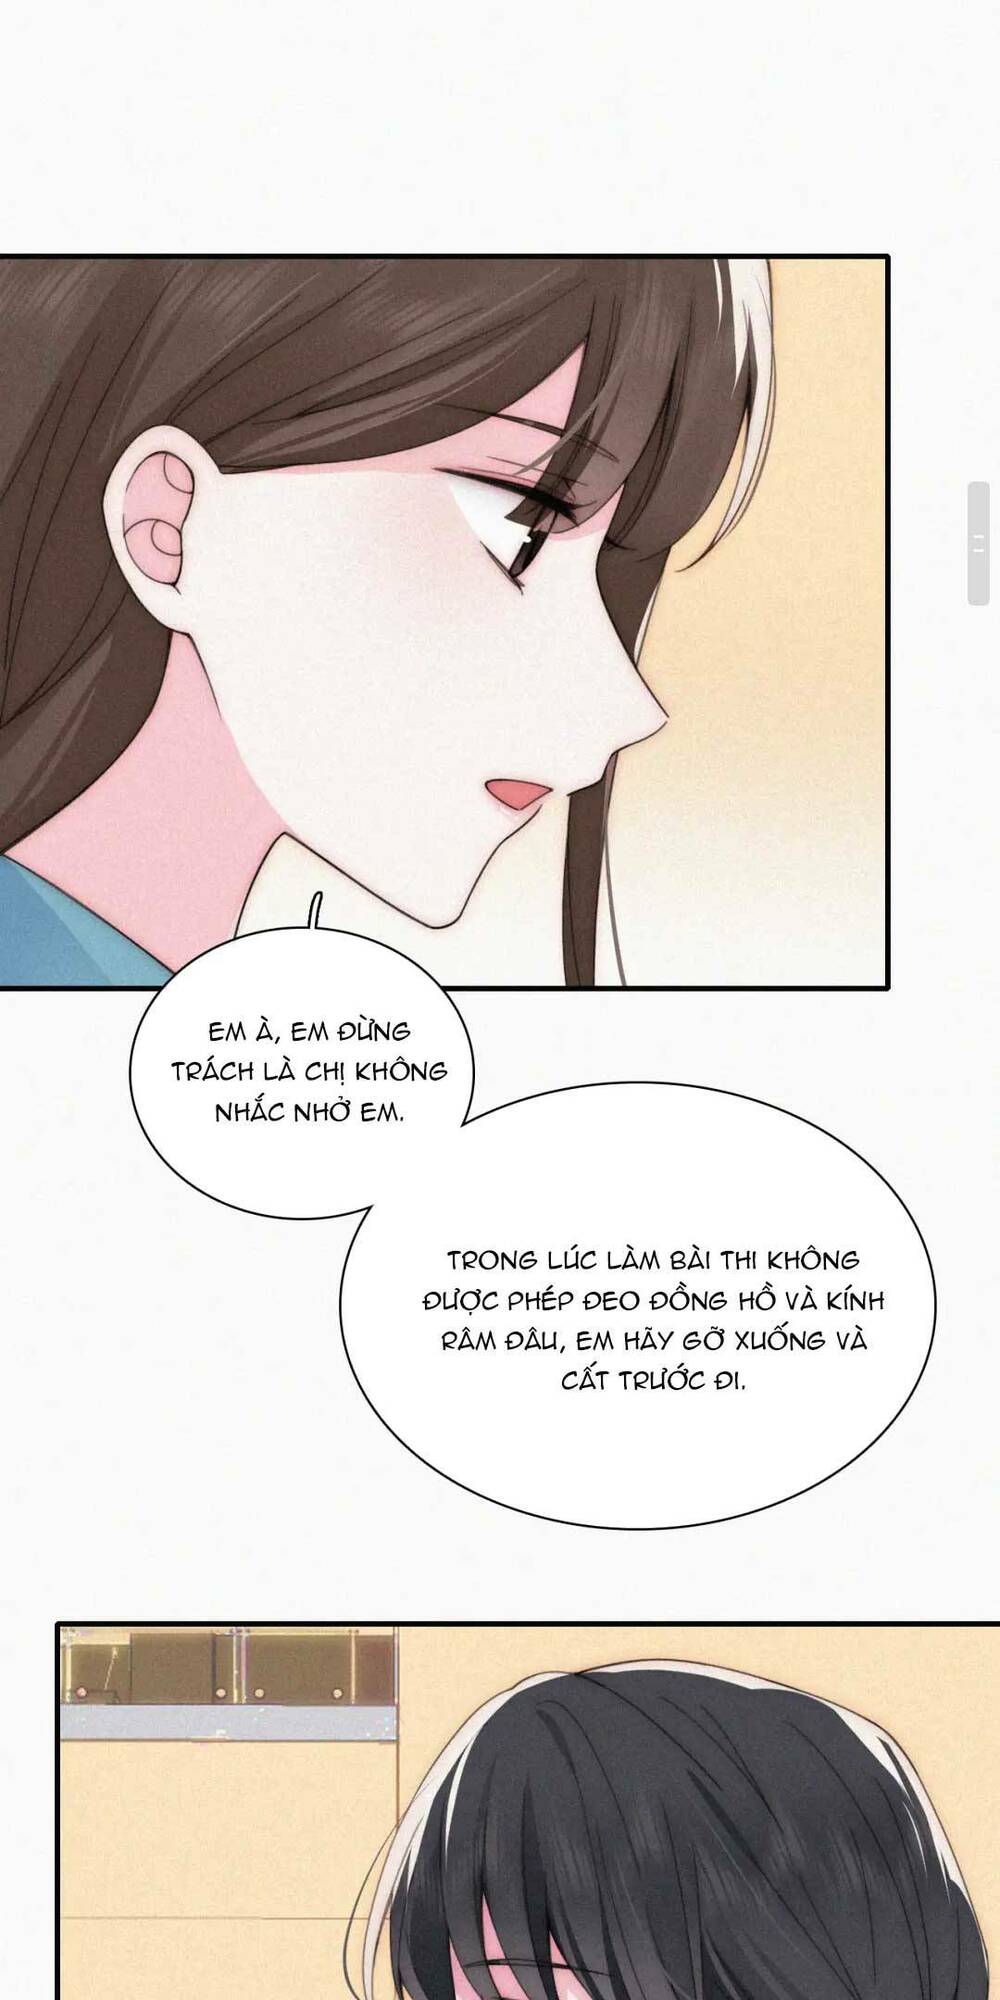 EM À, EM ĐỪNG
TRÁCH LÀ CHỊ KHÔNG
NHẮC NHỞ EM.
TRONG LÚC LÀM BÀI THI KHÔNG
ĐƯỢC PHÉP ĐEO ĐỒNG HỒ VÀ KÍNH
RÂM ĐÂU, EM HÃY GỠ XUỐNG VÀ
CẤT TRƯỚC ĐI.